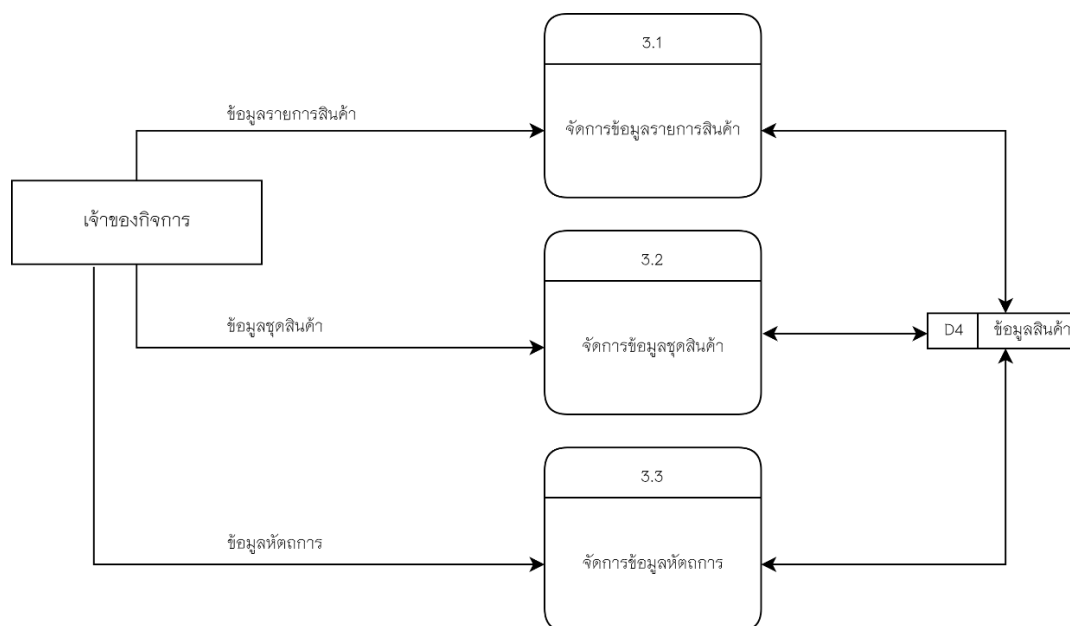 3.1
ข้อมูลรายการสินค้า
จัดการข้อมูลรายการสินค้า
เจ้าของกิจการ
3.2
ข้อมูลชุดสินค้า
จัดการข้อมูลชุดสินค้า
D4 ข้อมูลสินค้า
3.3
ข้อมูลหัตถการ
จัดการข้อมูลหัตถการ